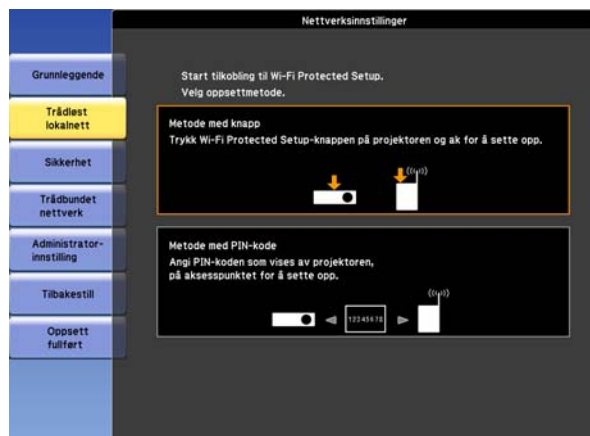 Nettverksinnstillinger
Grunnleggende
Trådløst
lokalnett
Sikkerhet
Trådbundet
nettverk
Administrator-
innstilling
Tilbakestill
Oppsett
fullført
Start tilkobling til Wi-Fi Protected Setup.
Velg oppsettmetode.
Metode med knapp
Trykk Wi-Fi Protected Setup-knappen på projektoren og ak for å sette opp.
Metode med PIN-kode
Angi PIN-koden som vises av projektoren,
på aksesspunktet for å sette opp.
12345678